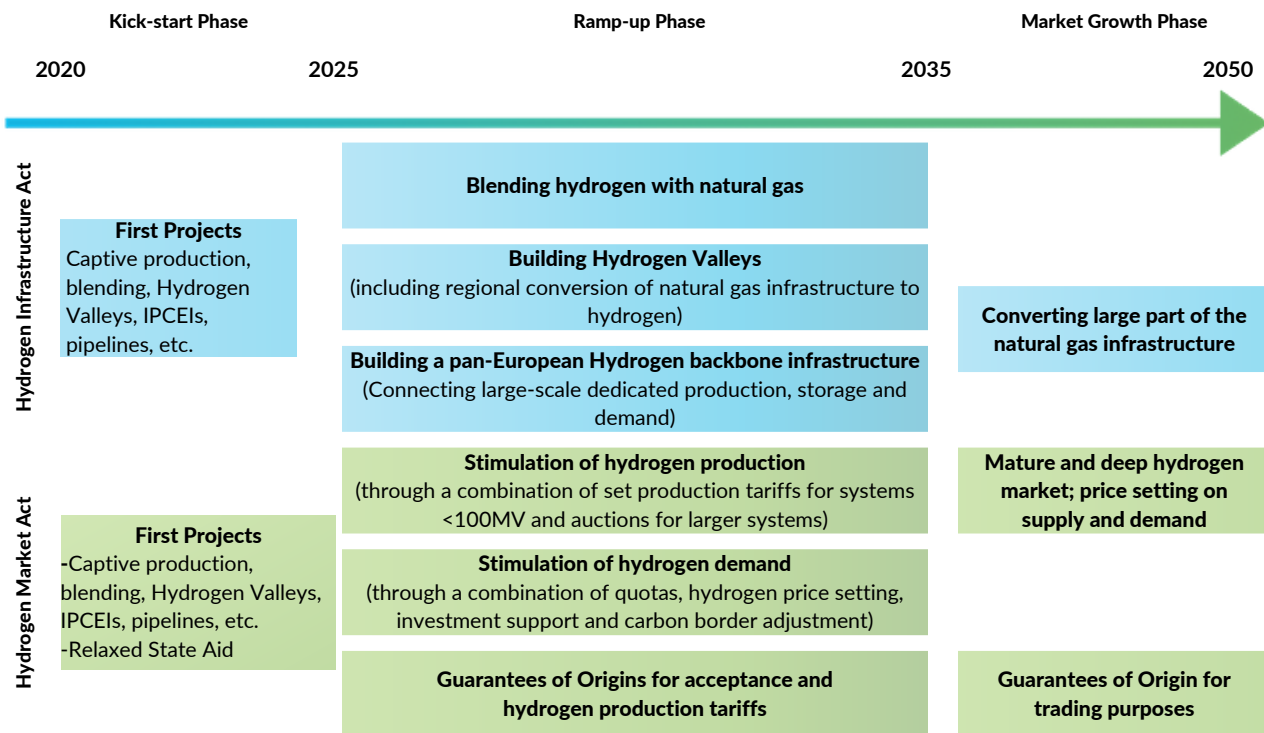 Kick-start Phase
Ramp-up Phase
Market Growth Phase
2020
2025
2035
2050
Hydrogen Infrastructure Act
First Projects
Captive production,
blending, Hydrogen
Valleys, IPCEIs,
pipelines, etc.
Blending hydrogen with natural gas
Building Hydrogen Valleys
(including regional conversion of natural gas infrastructure to
hydrogen)
Building a pan-European Hydrogen backbone infrastructure
(Connecting large-scale dedicated production, storage and
demand)
Converting large part of the
natural gas infrastructure
Hydrogen Market Act
First Projects
-Captive production,
blending, Hydrogen Valleys,
IPCEIs, pipelines, etc.
-Relaxed State Aid
Stimulation of hydrogen production
(through a combination of set production tariffs for systems
<100MV and auctions for larger systems)
Stimulation of hydrogen demand
(through a combination of quotas, hydrogen price setting,
investment support and carbon border adjustment)
Guarantees of Origins for acceptance and
hydrogen production tariffs
Mature and deep hydrogen
market; price setting on
supply and demand
Guarantees of Origin for
trading purposes